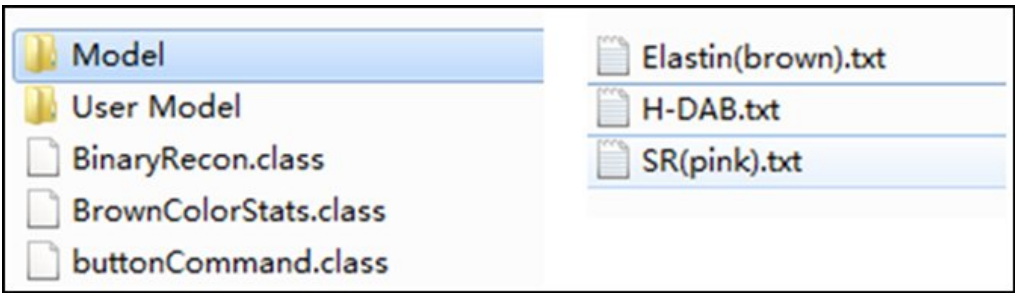 Model
User Model
BinaryRecon.class
BrownColorStats.class
buttonCommand.class
Elastin(brown).txt
H-DAB.txt
SR(pink).txt